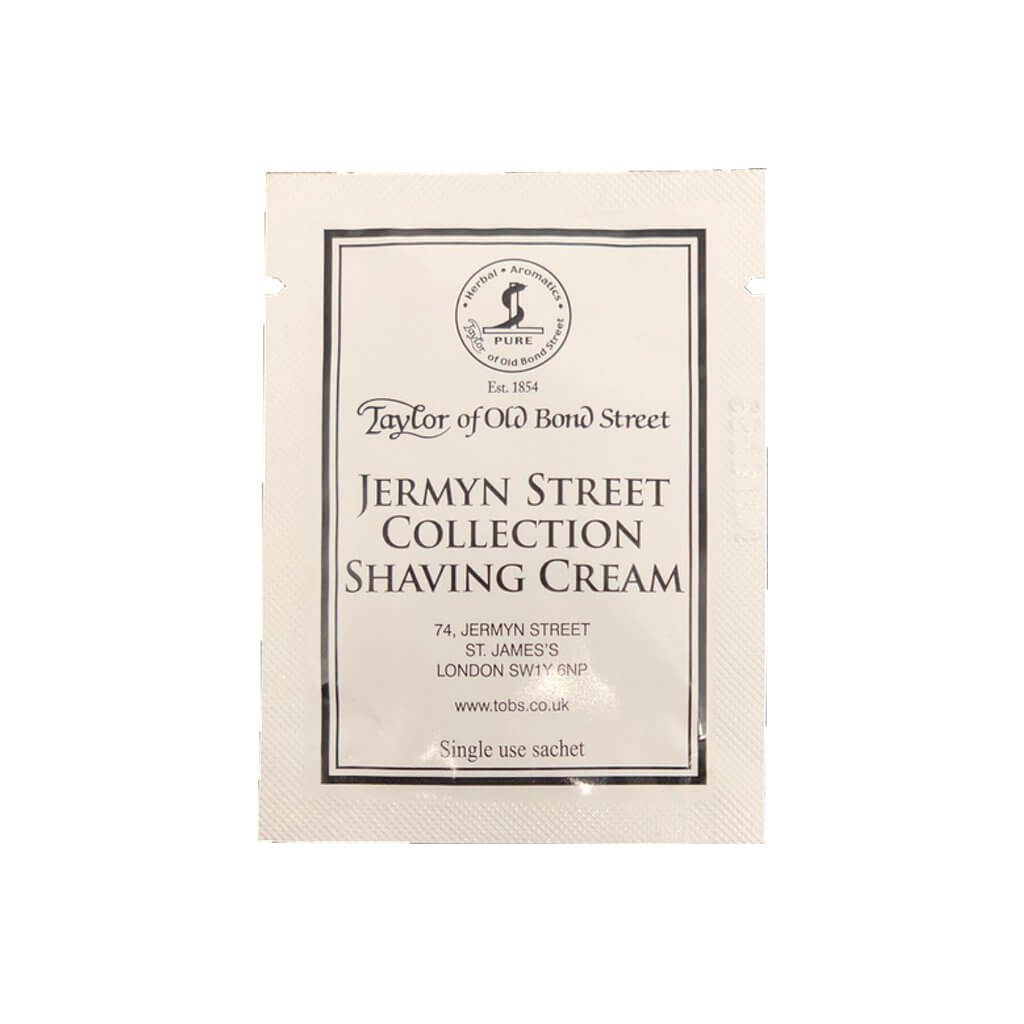 • Herbal • Aromatics •
PURE
Taylor of Old Bond Street
Est. 1854
Taylor of Old Bond Street
JERMYN STREET
COLLECTION
SHAVING CREAM
74, JERMYN STREET
ST. JAMES'S
LONDON SW1Y 6NP
www.tobs.co.uk
Single use sachet